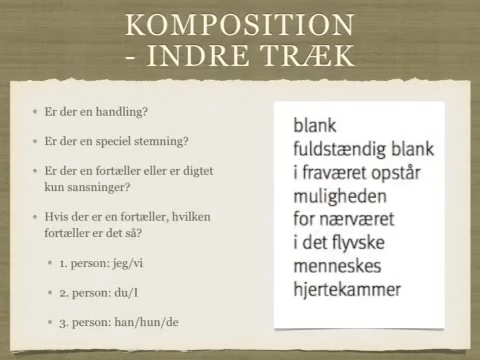 KOMPOSITION
- INDRE TRÆK
Er der en handling?
Er der en speciel stemning?
Er den en fortæller eller er digtet
kun sansninger?
Hvis der er en fortæller, hvilken
fortæller er det så?
1. person: jeg/vi
2. person: du/I
3. person: han/hun/de
blank
fuldstændig blank
i fraværet opstår
muligheden
for nærværet
i det flyvske
menneskes
hjertekammer